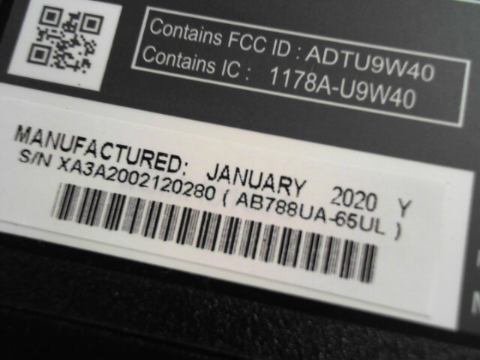 Contains FCC ID : ADTU9W40
Contains IC : 1178A-U9W40
MANUFACTURED: JANUARY 2020 Y
S/N XA3A2002120280 ( AB788UA-65UL )